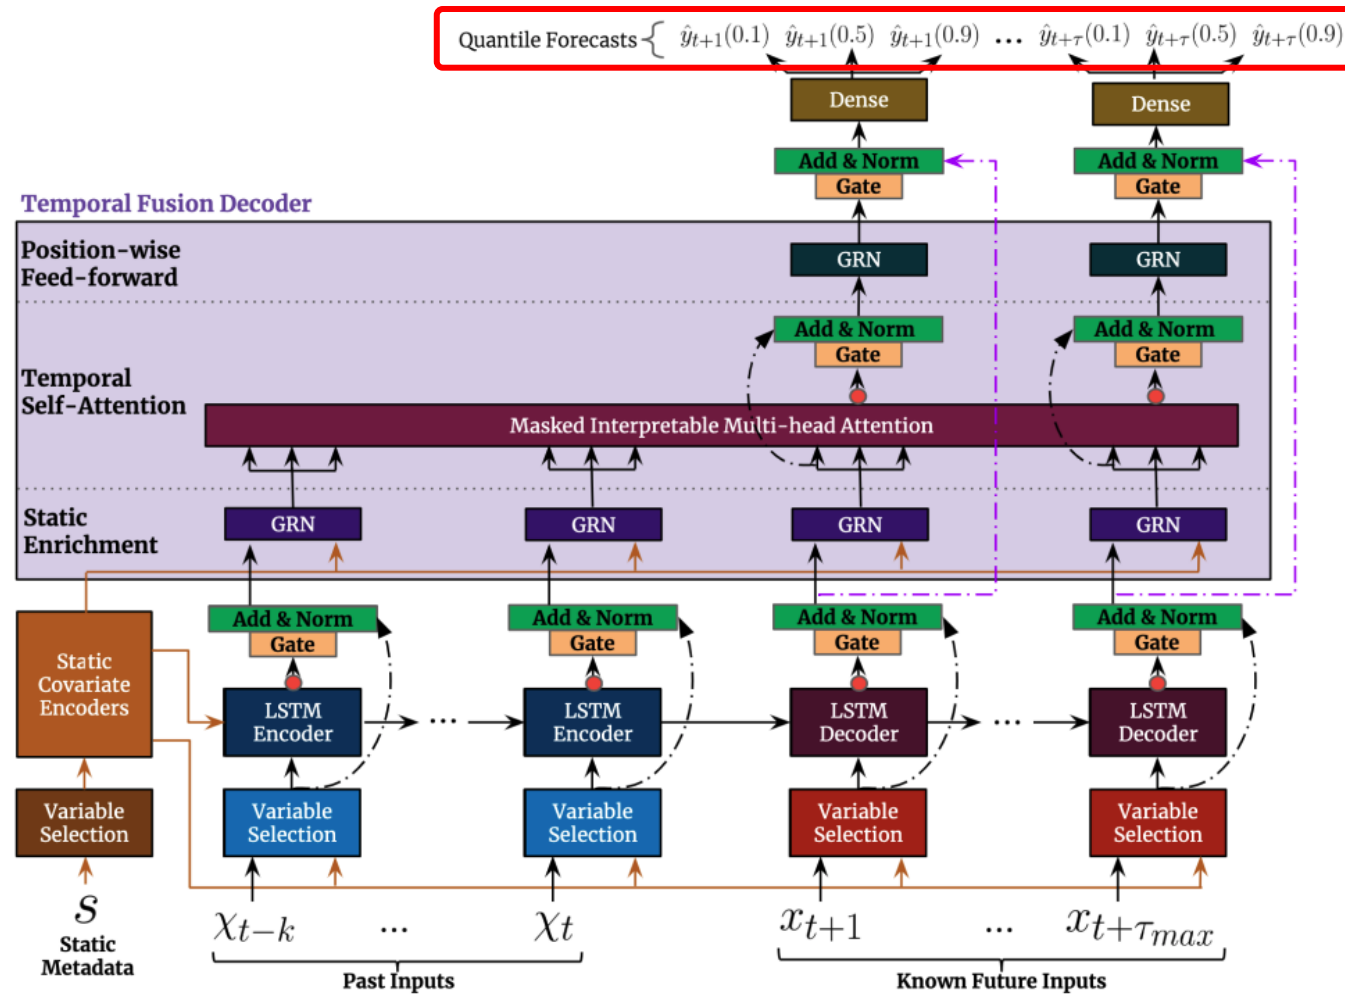 Quantile Forecasts { ŷt+1(0.1) ŷt+1(0.5) ŷt+1(0.9) ... ŷt+τ(0.1) ŷt+τ(0.5) ŷt+τ(0.9)
Dense Dense
Add & Norm Add & Norm
Gate Gate
Temporal Fusion Decoder
Position-wise
Feed-forward
GRN GRN
Add & Norm Add & Norm
Gate Gate
Temporal
Self-Attention
Masked Interpretable Multi-head Attention
Static
Enrichment
GRN GRN GRN GRN
Add & Norm Add & Norm Add & Norm Add & Norm
Gate Gate Gate Gate
Static
Covariate
Encoders
LSTM
Encoder
...
LSTM
Encoder
LSTM
Decoder
...
LSTM
Decoder
Variable
Selection
Variable
Selection
Variable
Selection
Variable
Selection
Variable
Selection
s
Static
Metadata
χt−k ... χt xt+1 ... xt+τmax
Past Inputs Known Future Inputs